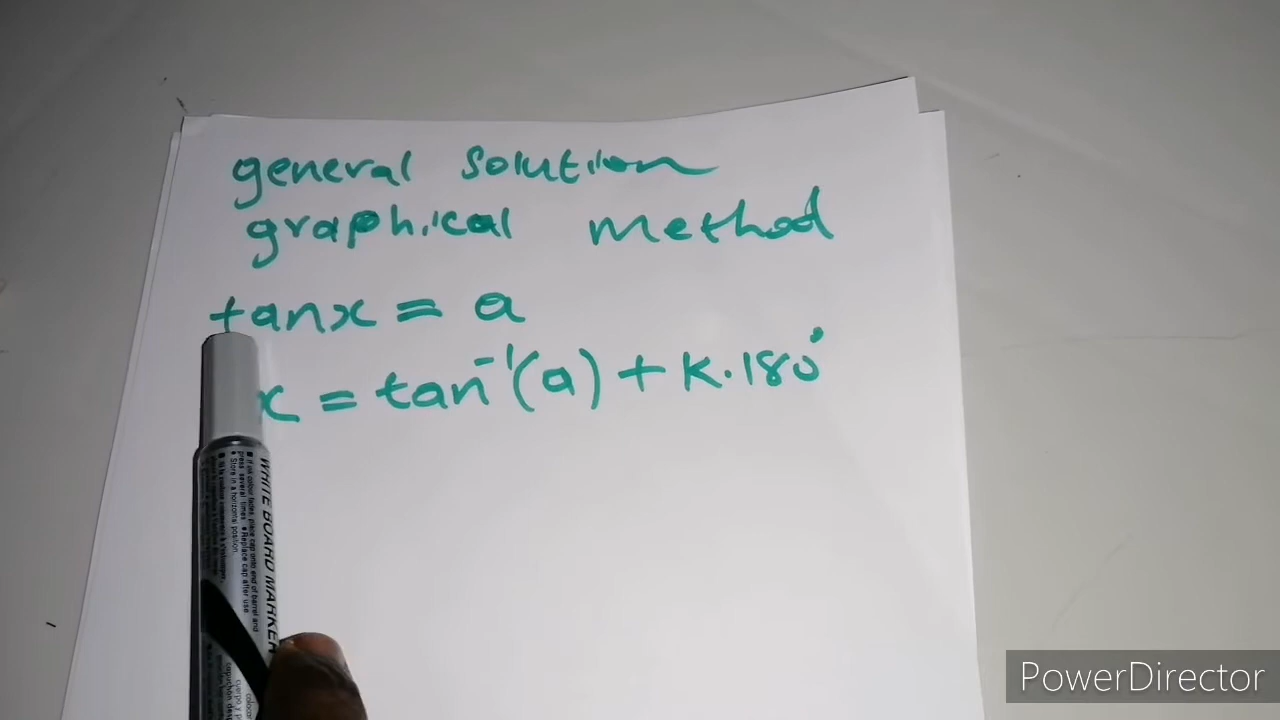 general solution
graphical method
tanx = a
x = tan⁻¹(a) + K.180°
WHITE BOARD MARKER
PowerDirector